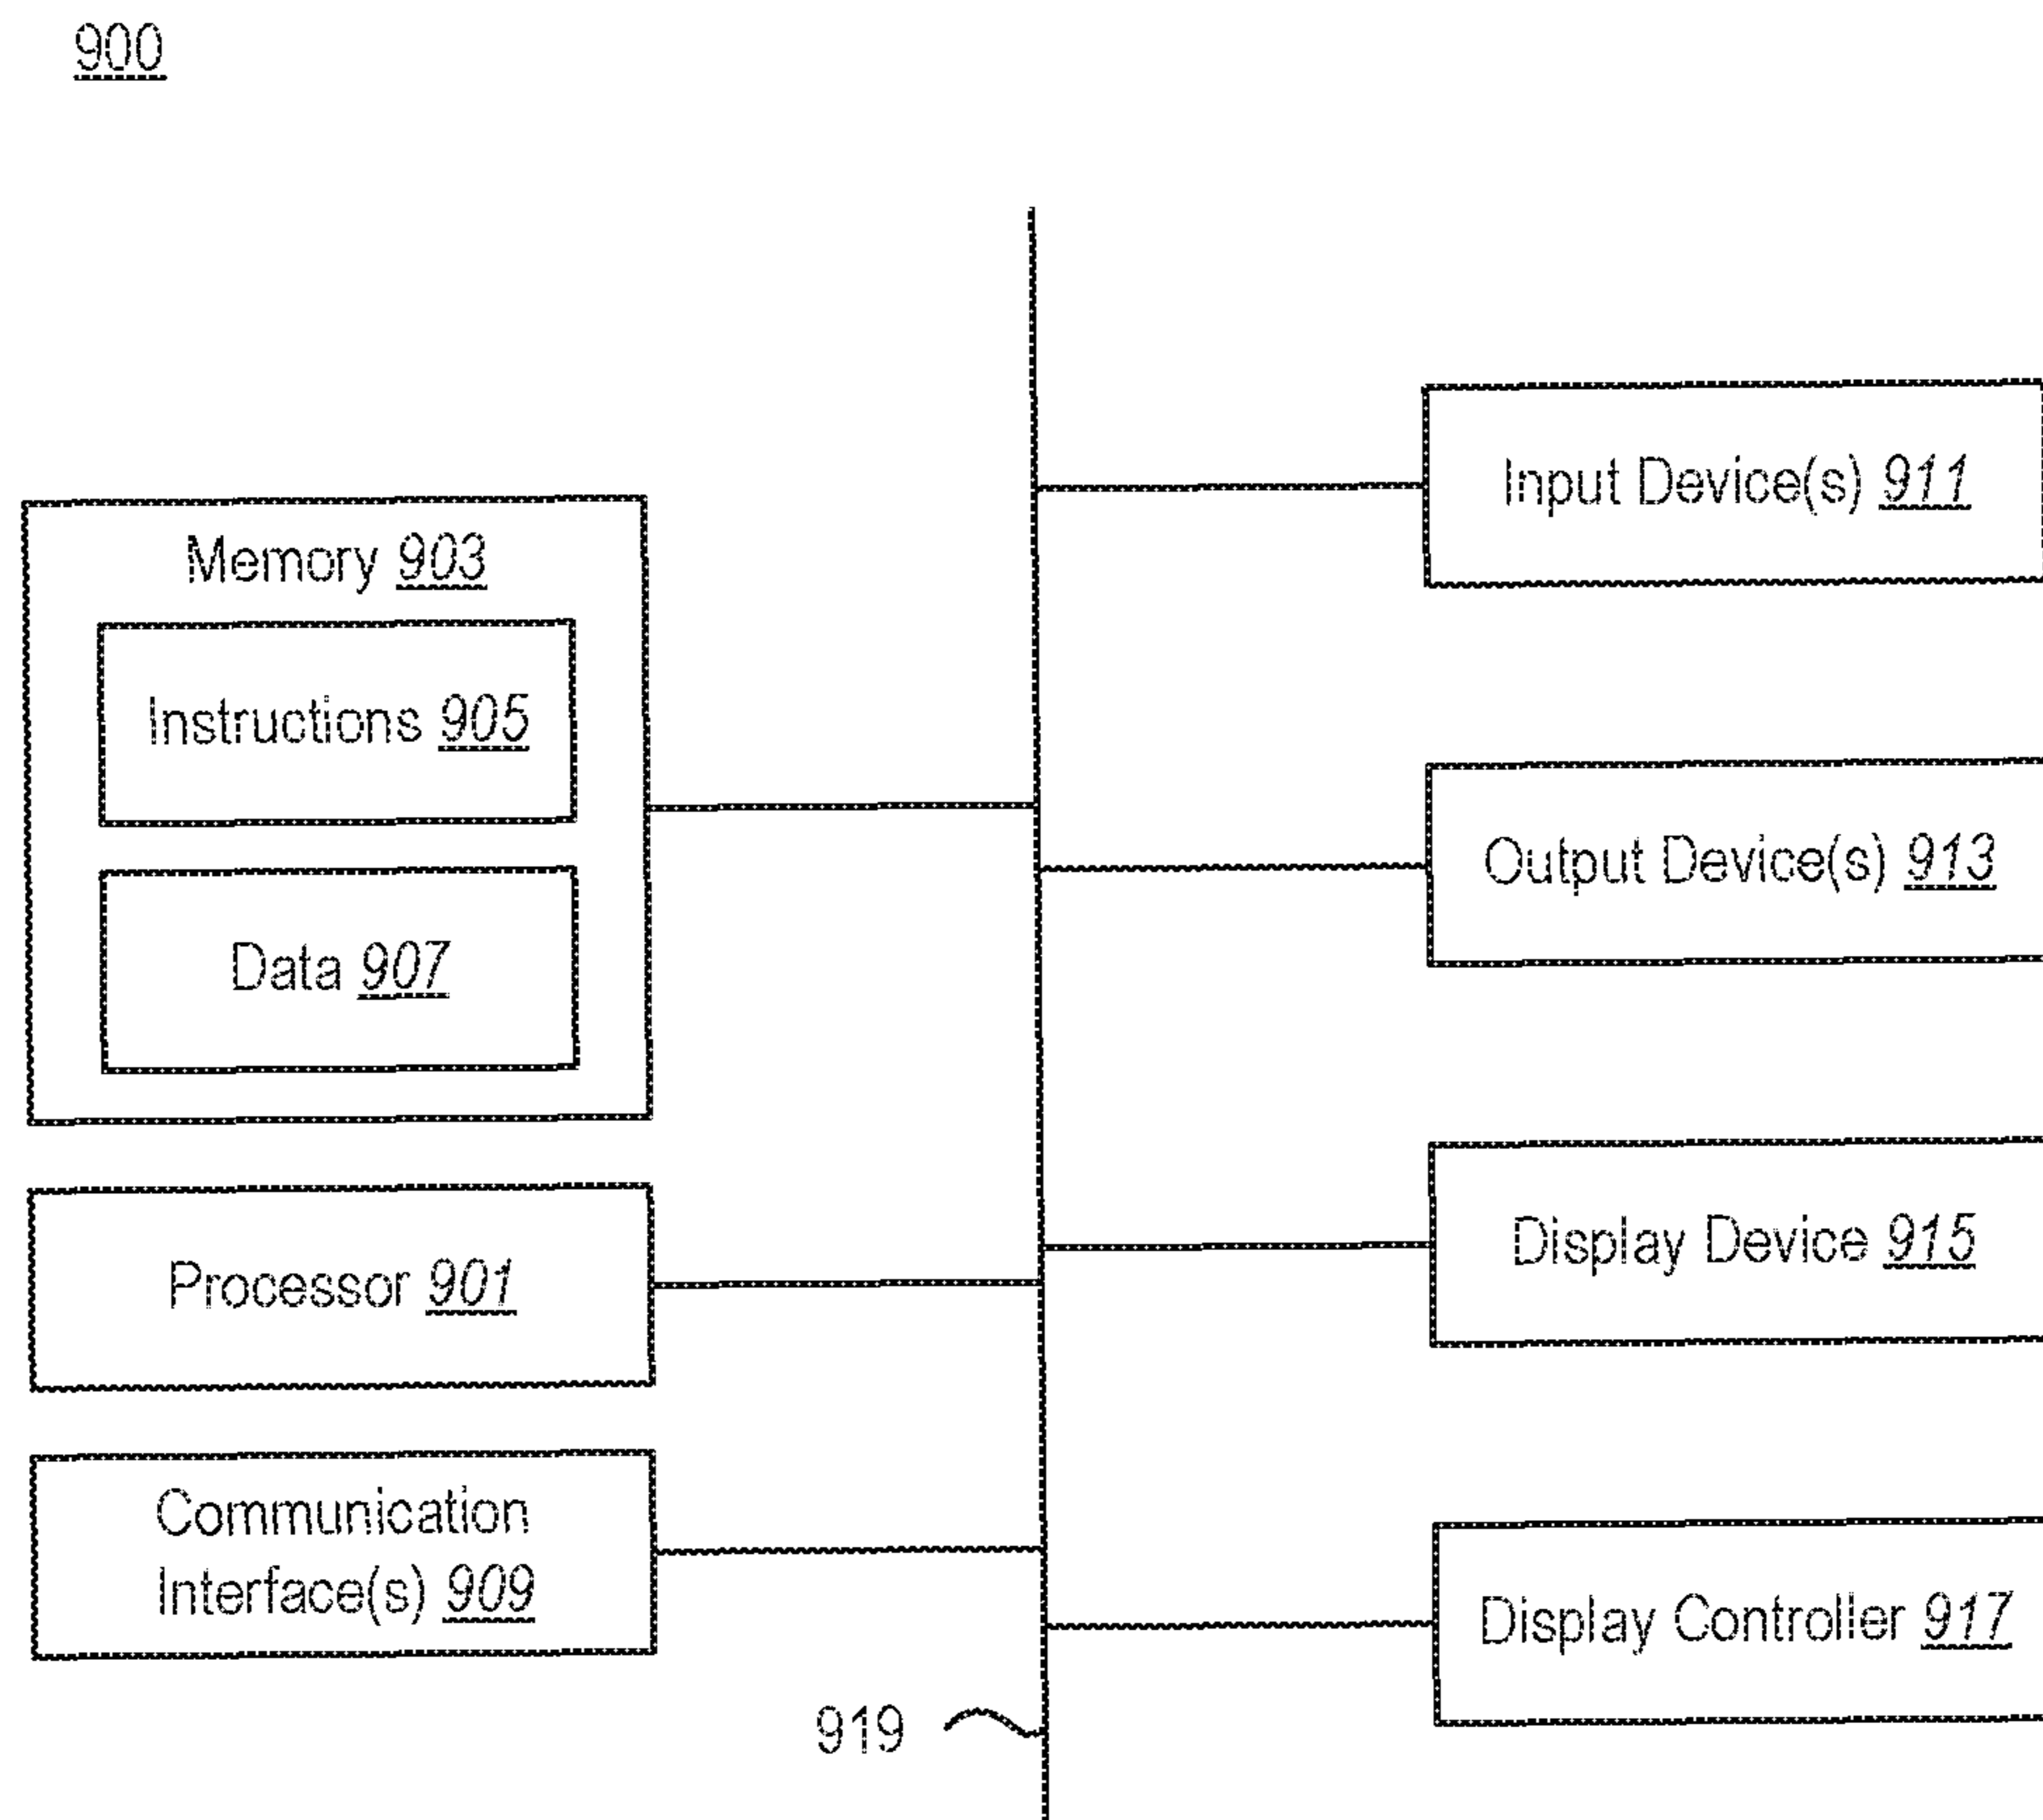 900
Memory 903
Instructions 905
Data 907
Processor 901
Communication
Interface(s) 909
919
Input Device(s) 911
Output Device(s) 913
Display Device 915
Display Controller 917